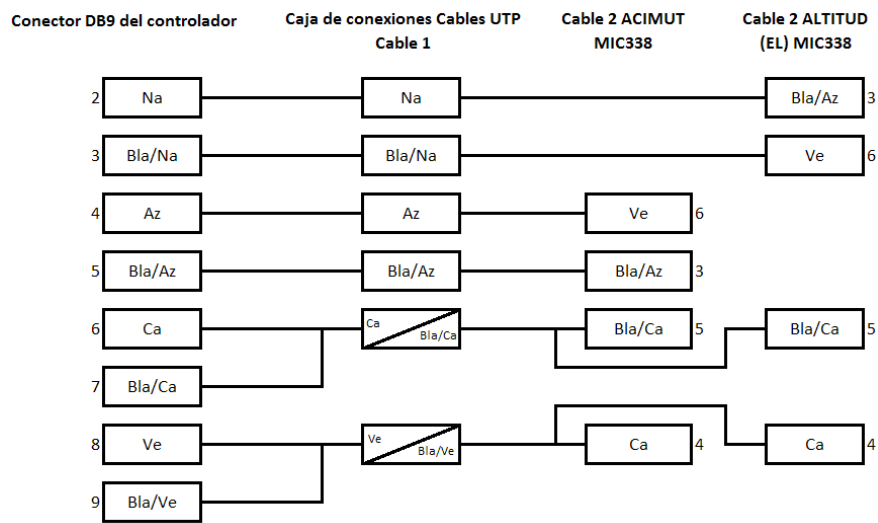 Conector DB9 del controlador
Caja de conexiones Cables UTP
Cable 1
Cable 2 ACIMUT
MIC338
Cable 2 ALTITUD
(EL) MIC338
2 Na Na Bla/Az 3
3 Bla/Na Bla/Na Ve 6
4 Az Az Ve 6
5 Bla/Az Bla/Az Bla/Az 3
6 Ca Ca Bla/Ca Bla/Ca 5 Bla/Ca 5
7 Bla/Ca
8 Ve Ve Bla/Ve Ca 4 Ca 4
9 Bla/Ve